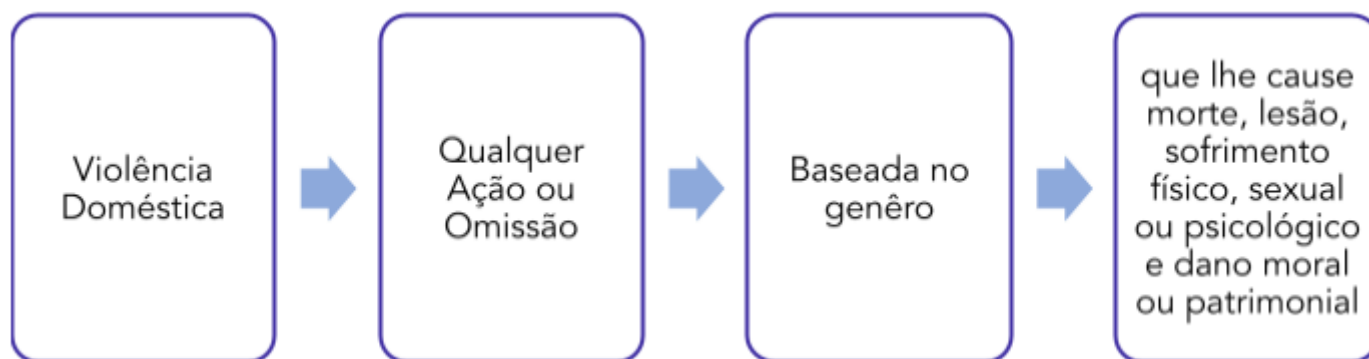 Violência
Doméstica
Qualquer
Ação ou
Omissão
Baseada no
genêro
que lhe cause
morte, lesão,
sofrimento
físico, sexual
ou psicológico
e dano moral
ou patrimonial